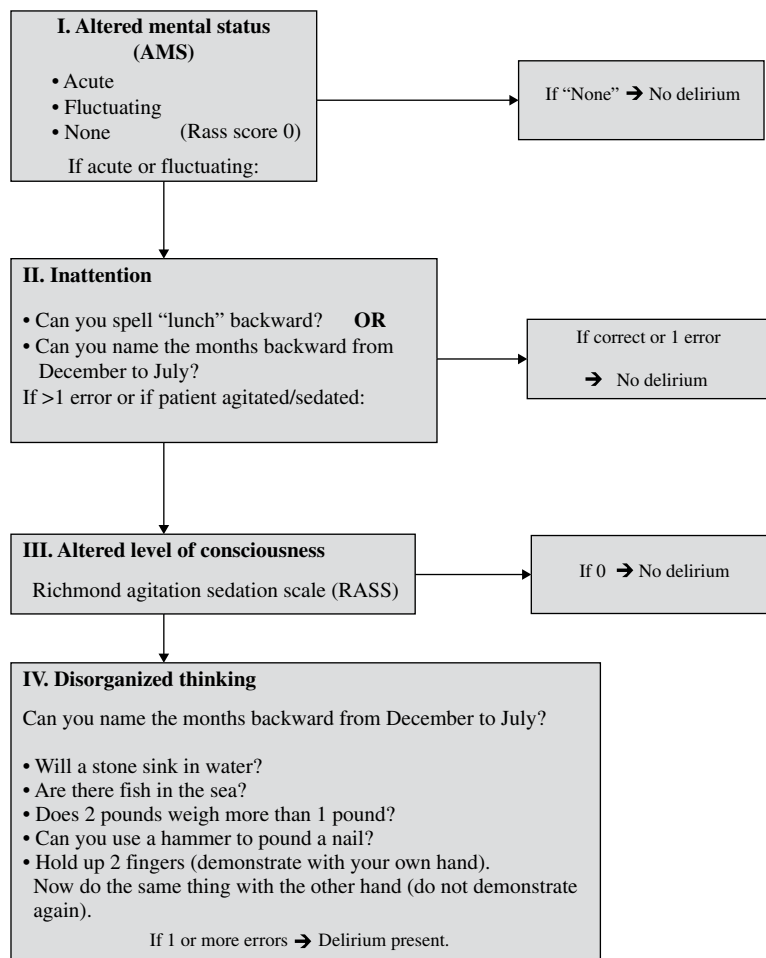 I. Altered mental status
(AMS)
• Acute
• Fluctuating
• None (Rass score 0)
If acute or fluctuating:
If “None” ➔ No delirium
II. Inattention
• Can you spell “lunch” backward? OR
• Can you name the months backward from
December to July?
If >1 error or if patient agitated/sedated:
If correct or 1 error
➔ No delirium
III. Altered level of consciousness
Richmond agitation sedation scale (RASS)
If 0 ➔ No delirium
IV. Disorganized thinking
Can you name the months backward from December to July?
• Will a stone sink in water?
• Are there fish in the sea?
• Does 2 pounds weigh more than 1 pound?
• Can you use a hammer to pound a nail?
• Hold up 2 fingers (demonstrate with your own hand).
Now do the same thing with the other hand (do not demonstrate
again).
If 1 or more errors ➔ Delirium present.